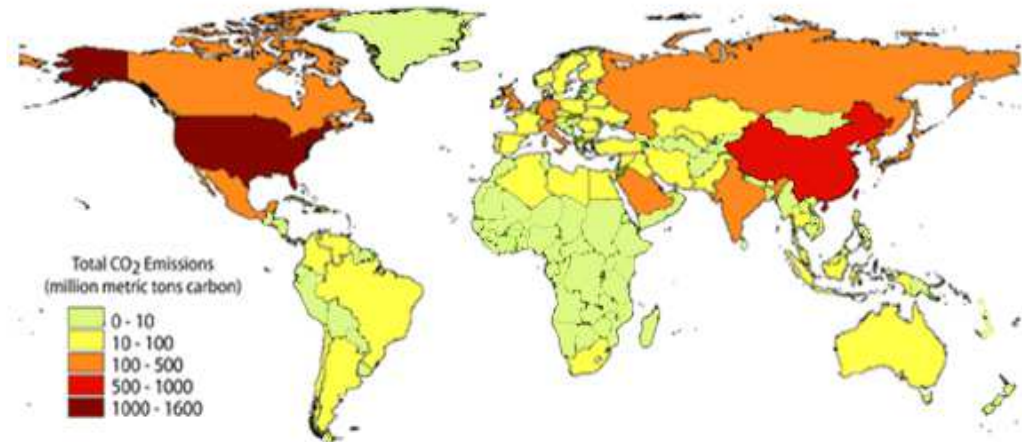 Total CO₂ Emissions
(million metric tons carbon)
0 - 10
10 - 100
100 - 500
500 - 1000
1000 - 1600